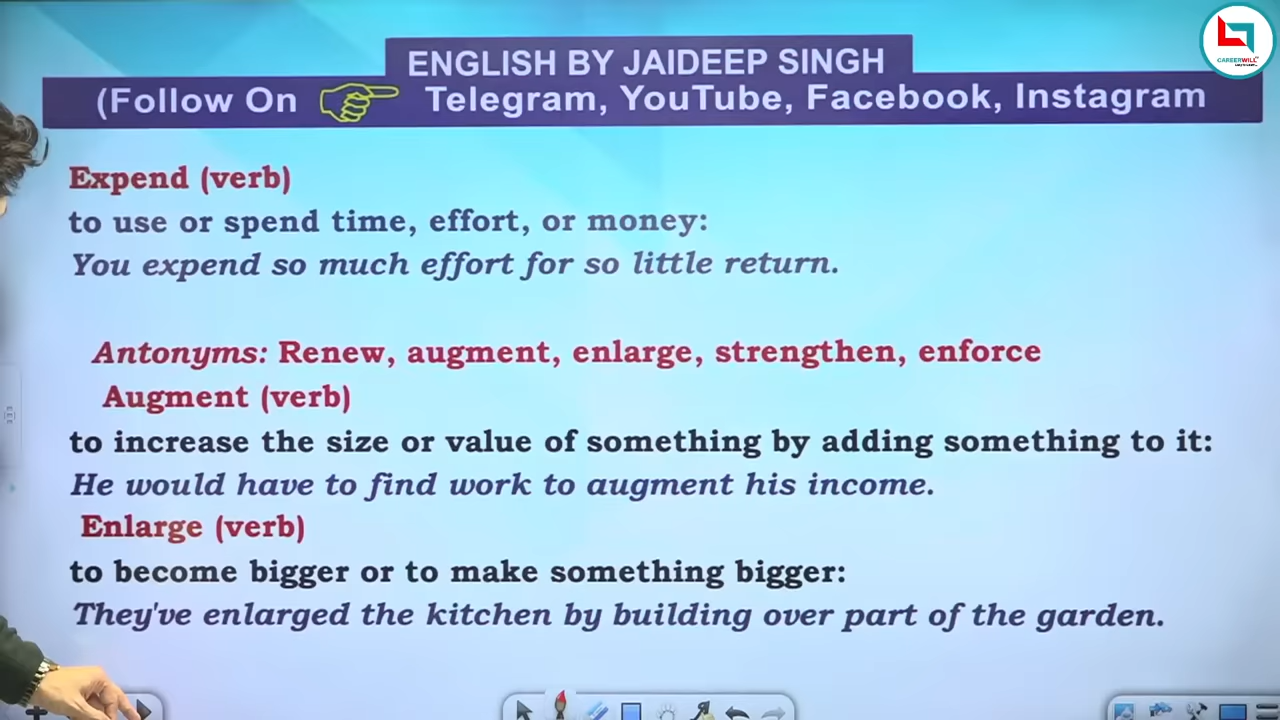 ENGLISH BY JAIDEEP SINGH
(Follow On Telegram, YouTube, Facebook, Instagram
CAREERWILL
Expend (verb)
to use or spend time, effort, or money:
You expend so much effort for so little return.
Antonyms: Renew, augment, enlarge, strengthen, enforce
Augment (verb)
to increase the size or value of something by adding something to it:
He would have to find work to augment his income.
Enlarge (verb)
to become bigger or to make something bigger:
They've enlarged the kitchen by building over part of the garden.